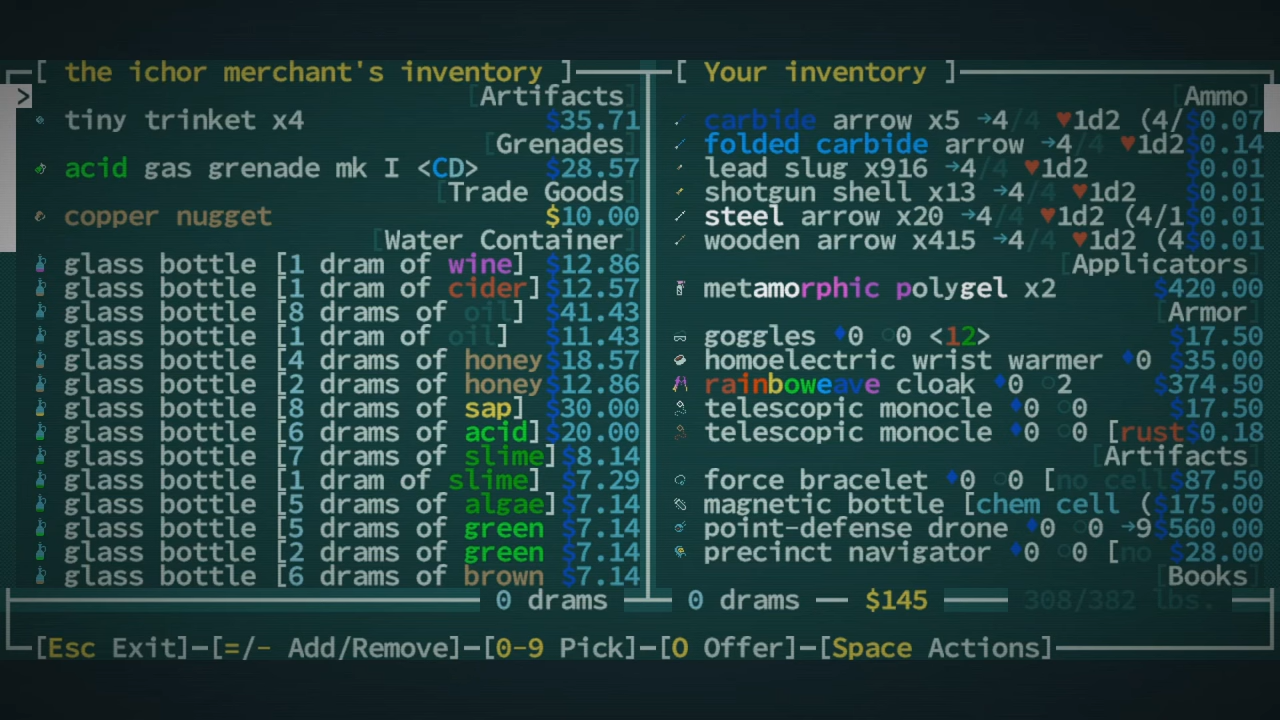 [ the ichor merchant's inventory ]
>
[Artifacts]
tiny trinket x4 $35.71
[Grenades]
acid gas grenade mk I <CD> $28.57
[Trade Goods]
copper nugget $10.00
[Water Container]
glass bottle [1 dram of wine] $12.86
glass bottle [1 dram of cider] $12.57
glass bottle [8 drams of oil] $41.43
glass bottle [1 dram of oil] $11.43
glass bottle [4 drams of honey $18.57
glass bottle [2 drams of honey $12.86
glass bottle [8 drams of sap] $30.00
glass bottle [6 drams of acid] $20.00
glass bottle [7 drams of slime] $8.14
glass bottle [1 dram of slime] $7.29
glass bottle [5 drams of algae] $7.14
glass bottle [5 drams of green $7.14
glass bottle [2 drams of green $7.14
glass bottle [6 drams of brown $7.14
0 drams
[ Your inventory ]
[Ammo]
carbide arrow x5 →4/4 ♥1d2 (4/$0.07
folded carbide arrow →4/4 ♥1d2$0.14
lead slug x916 →4/4 ♥1d2 $0.01
shotgun shell x13 →4/4 ♥1d2 $0.01
steel arrow x20 →4/4 ♥1d2 (4/1$0.01
wooden arrow x415 →4/4 ♥1d2 (4$0.01
[Applicators]
metamorphic polygel x2 $420.00
[Armor]
goggles ♦0 ○0 <12> $17.50
homoelectric wrist warmer ♦0 $35.00
rainboweave cloak ♦0 ○2 $374.50
telescopic monocle ♦0 ○0 $17.50
telescopic monocle ♦0 ○0 [rust$0.18
[Artifacts]
force bracelet ♦0 ○0 [no cell$87.50
magnetic bottle [chem cell ($175.00
point-defense drone ♦0 ○0 →9$560.00
precinct navigator ♦0 ○0 [no $28.00
[Books]
0 drams — $145 308/382 lbs.
[Esc Exit]—[=/- Add/Remove]—[0-9 Pick]—[O Offer]—[Space Actions]